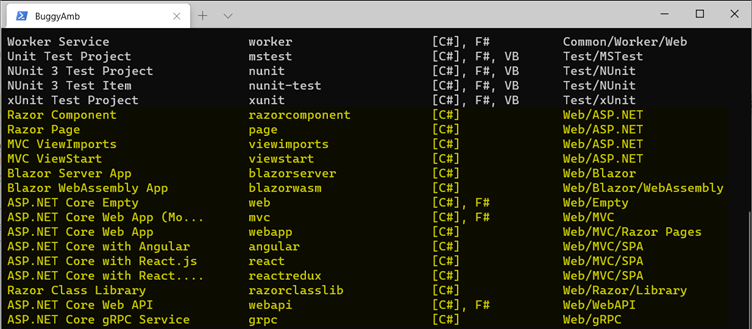 BuggyAmb
Worker Service worker [C#], F# Common/Worker/Web
Unit Test Project mstest [C#], F#, VB Test/MSTest
NUnit 3 Test Project nunit [C#], F#, VB Test/NUnit
NUnit 3 Test Item nunit-test [C#], F#, VB Test/NUnit
xUnit Test Project xunit [C#], F#, VB Test/xUnit
Razor Component razorcomponent [C#] Web/ASP.NET
Razor Page page [C#] Web/ASP.NET
MVC ViewImports viewimports [C#] Web/ASP.NET
MVC ViewStart viewstart [C#] Web/ASP.NET
Blazor Server App blazorserver [C#] Web/Blazor
Blazor WebAssembly App blazorwasm [C#] Web/Blazor/WebAssembly
ASP.NET Core Empty web [C#], F# Web/Empty
ASP.NET Core Web App (Mo... mvc [C#], F# Web/MVC
ASP.NET Core Web App webapp [C#] Web/MVC/Razor Pages
ASP.NET Core with Angular angular [C#] Web/MVC/SPA
ASP.NET Core with React.js react [C#] Web/MVC/SPA
ASP.NET Core with React.... reactredux [C#] Web/MVC/SPA
Razor Class Library razorclasslib [C#] Web/Razor/Library
ASP.NET Core Web API webapi [C#], F# Web/WebAPI
ASP.NET Core gRPC Service grpc [C#] Web/gRPC